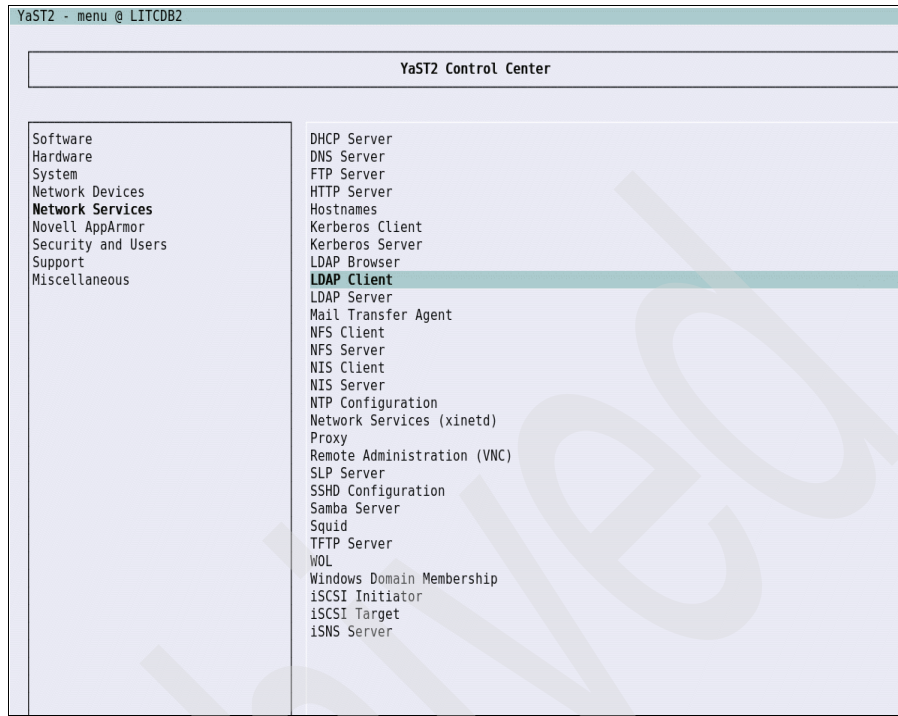 YaST2 - menu @ LITCDB2
YaST2 Control Center
Software
Hardware
System
Network Devices
Network Services
Novell AppArmor
Security and Users
Support
Miscellaneous
DHCP Server
DNS Server
FTP Server
HTTP Server
Hostnames
Kerberos Client
Kerberos Server
LDAP Browser
LDAP Client
LDAP Server
Mail Transfer Agent
NFS Client
NFS Server
NIS Client
NIS Server
NTP Configuration
Network Services (xinetd)
Proxy
Remote Administration (VNC)
SLP Server
SSHD Configuration
Samba Server
Squid
TFTP Server
WOL
Windows Domain Membership
iSCSI Initiator
iSCSI Target
iSNS Server
hived